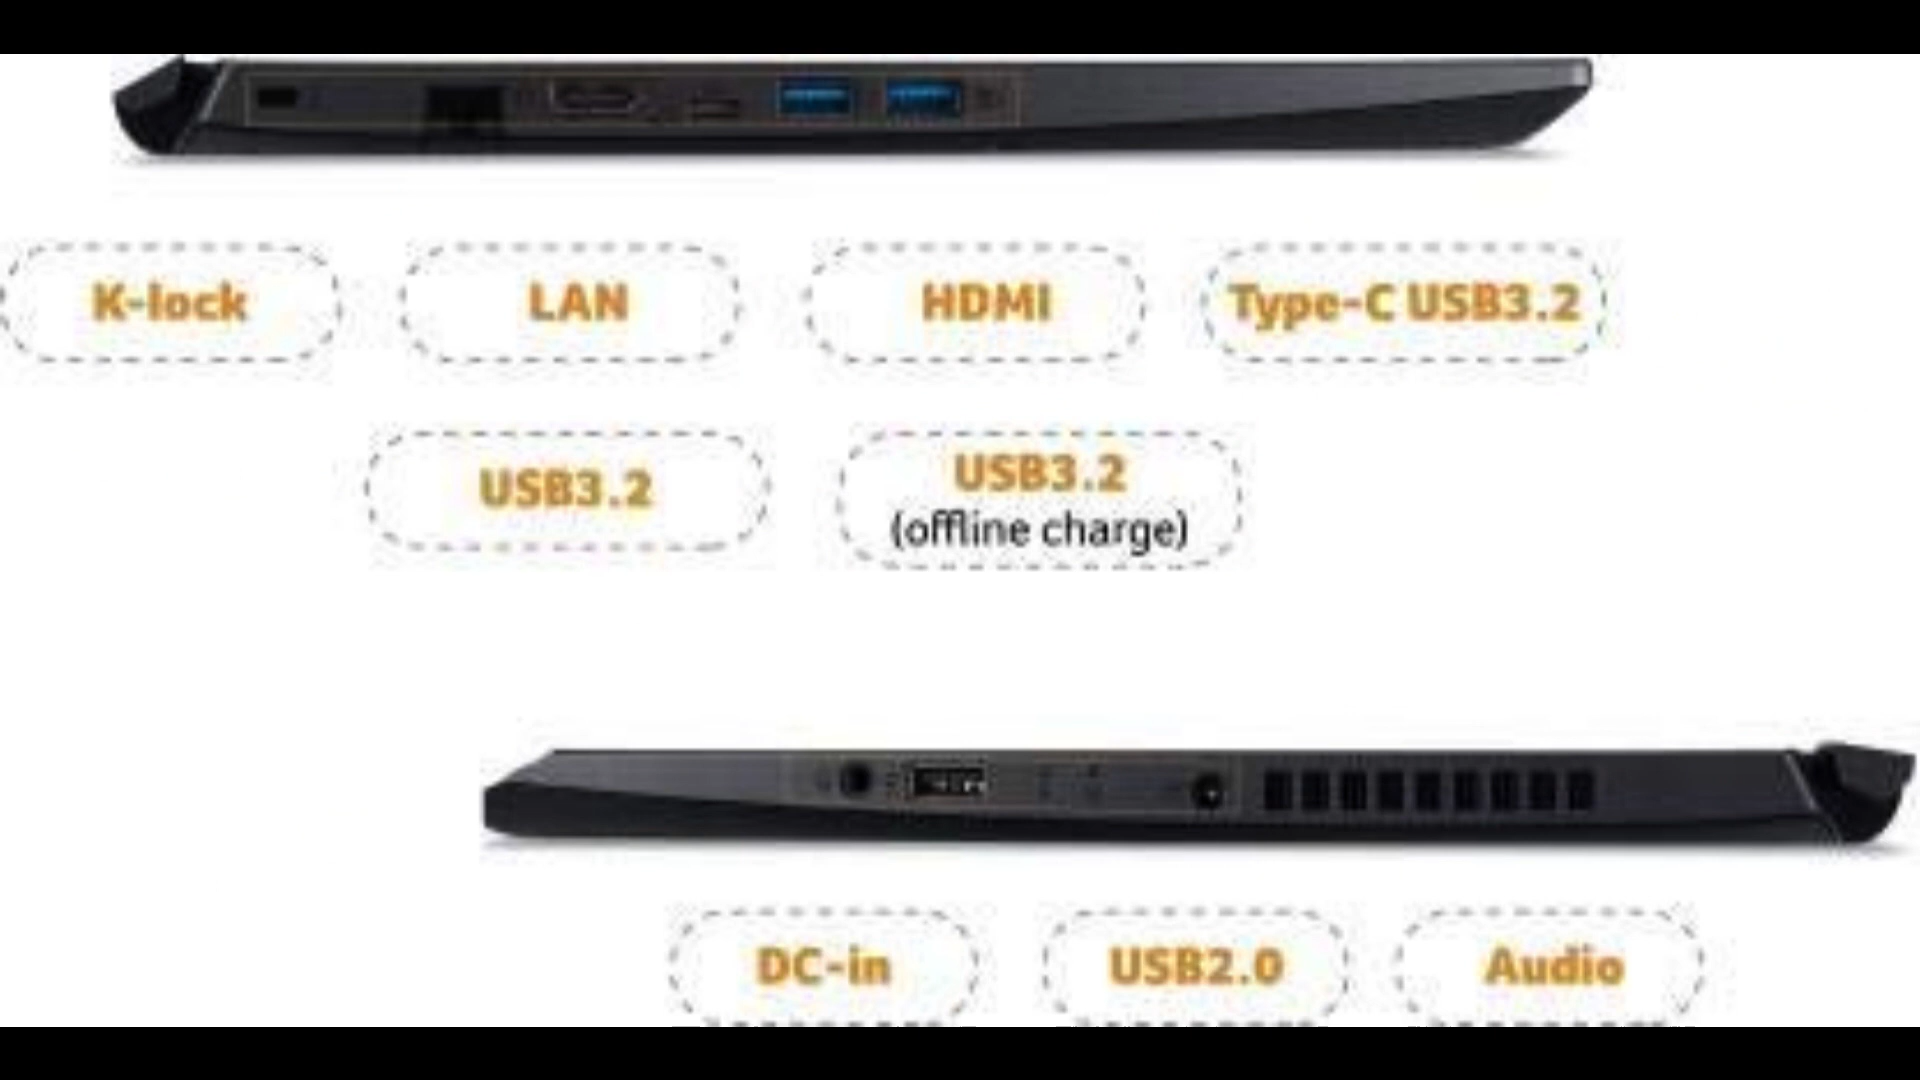 K-lock
LAN
HDMI
Type-C USB3.2
USB3.2
USB3.2
(offline charge)
DC-in
USB2.0
Audio